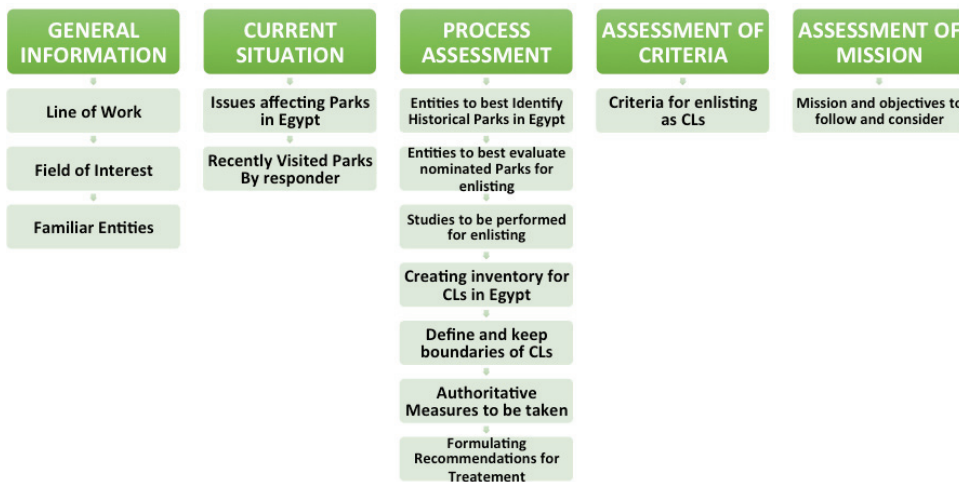 GENERAL
INFORMATION
Line of Work
Field of Interest
Familiar Entities
CURRENT
SITUATION
Issues affecting Parks
in Egypt
Recently Visited Parks
By responder
PROCESS
ASSESSMENT
Entities to best Identify
Historical Parks in Egypt
Entities to best evaluate
nominated Parks for
enlisting
Studies to be performed
for enlisting
Creating inventory for
CLs in Egypt
Define and keep
boundaries of CLs
Authoritative
Measures to be taken
Formulating
Recommendations for
Treatement
ASSESSMENT OF
CRITERIA
Criteria for enlisting
as CLs
ASSESSMENT OF
MISSION
Mission and objectives to
follow and consider